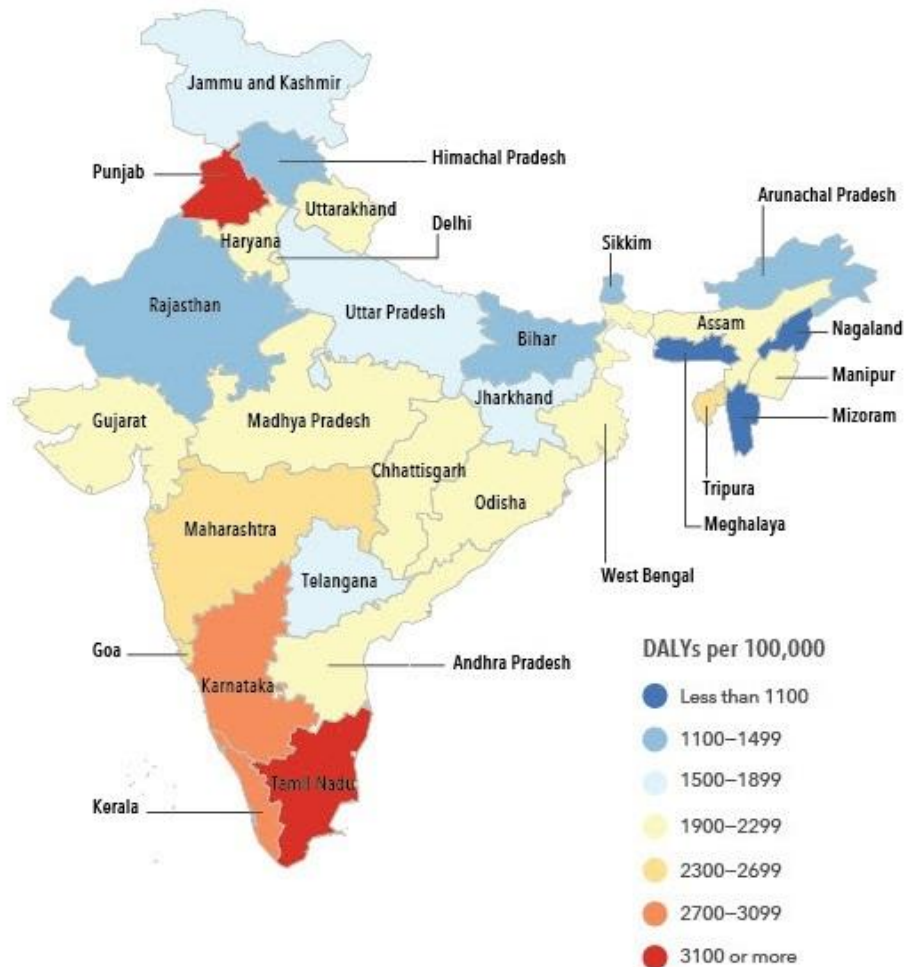 Jammu and Kashmir
Punjab
Himachal Pradesh
Uttarakhand
Arunachal Pradesh
Haryana
Delhi
Sikkim
Rajasthan
Uttar Pradesh
Bihar
Assam
Nagaland
Manipur
Jharkhand
Gujarat
Madhya Pradesh
Mizoram
Chhattisgarh
Tripura
Odisha
Meghalaya
Maharashtra
Telangana
West Bengal
Goa
Karnataka
Andhra Pradesh
Tamil Nadu
Kerala
DALYs per 100,000
Less than 1100
1100–1499
1500–1899
1900–2299
2300–2699
2700–3099
3100 or more